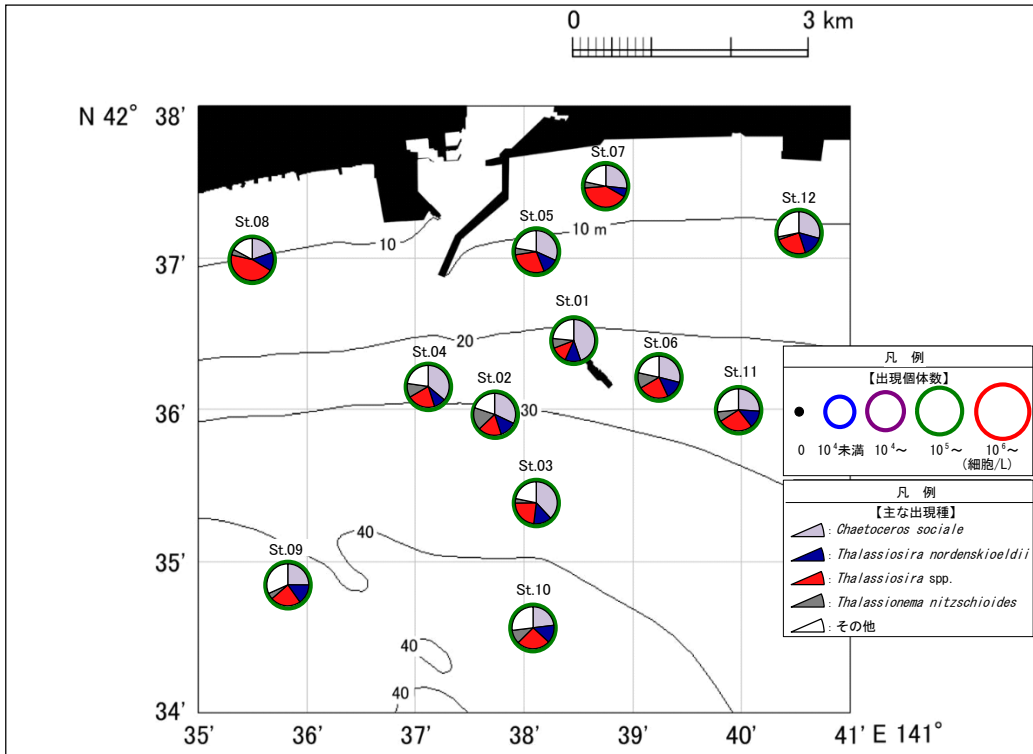 0 3 km
N 42° 38'
St.07
St.12
St.08
St.05
10 m
10
37'
St.01
20
St.04
St.06
St.11
St.02
36'
30
St.03
40
35'
St.09
St.10
40
40
34'
35' 36' 37' 38' 39' 40' 41' E 141°
凡 例
【出現個体数】
0 10⁴未満 10⁴~ 10⁵~ 10⁶~
(細胞/L)
凡 例
【主な出現種】
: Chaetoceros sociale
: Thalassiosira nordenskioeldii
: Thalassiosira spp.
: Thalassionema nitzschioides
: その他